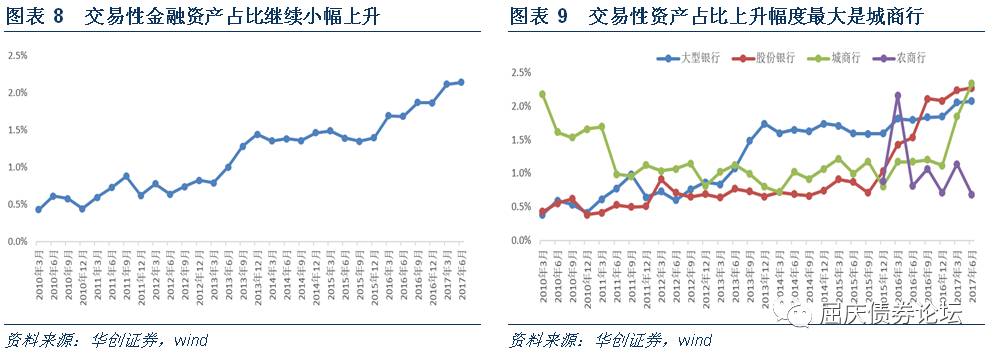 图表 8 交易性金融资产占比继续小幅上升
2.5%
2.0%
1.5%
1.0%
0.5%
0.0%
2010年3月
2010年6月
2010年9月
2010年12月
2011年3月
2011年6月
2011年9月
2011年12月
2012年3月
2012年6月
2012年9月
2012年12月
2013年3月
2013年6月
2013年9月
2013年12月
2014年3月
2014年6月
2014年9月
2014年12月
2015年3月
2015年6月
2015年9月
2015年12月
2016年3月
2016年6月
2016年9月
2016年12月
2017年3月
2017年6月
资料来源：华创证券，wind
图表 9 交易性资产占比上升幅度最大是城商行
大型银行 股份银行 城商行 农商行
2.5%
2.0%
1.5%
1.0%
0.5%
0.0%
2010年3月
2010年6月
2010年9月
2010年12月
2011年3月
2011年6月
2011年9月
2011年12月
2012年3月
2012年6月
2012年9月
2012年12月
2013年3月
2013年6月
2013年9月
2013年12月
2014年3月
2014年6月
2014年9月
2014年12月
2015年3月
2015年6月
2015年9月
2015年12月
2016年3月
2016年6月
2016年9月
2016年12月
2017年3月
2017年6月
屈庆债券论坛
资料来源：华创证券，wind